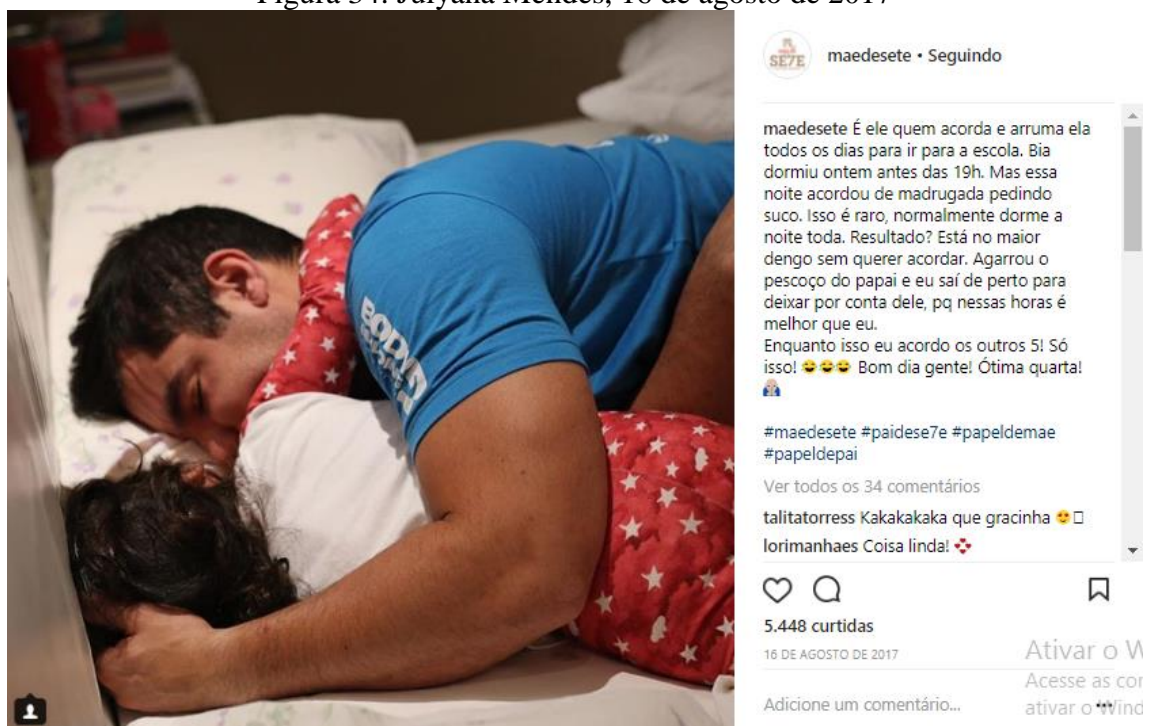 Figura 34: Juryana Mendes, 16 de agosto de 2017
SE7E
maedesete • Seguindo
maedesete É ele quem acorda e arruma ela
todos os dias para ir para a escola. Bia
dormiu ontem antes das 19h. Mas essa
noite acordou de madrugada pedindo
suco. Isso é raro, normalmente dorme a
noite toda. Resultado? Está no maior
dengo sem querer acordar. Agarrou o
pescoço do papai e eu saí de perto para
deixar por conta dele, pq nessas horas é
melhor que eu.
Enquanto isso eu acordo os outros 5! Só
isso! 😂😂😂 Bom dia gente! Ótima quarta!
#maedesete #paidese7e #papeldemae
#papeldepai
Ver todos os 34 comentários
talitatorress Kakakakaka que gracinha 😍
lorimanhaes Coisa linda! 💞
5.448 curtidas
16 DE AGOSTO DE 2017
Ativar o W
Acesse as con
Adicione um comentário... ••• ativar o Wind